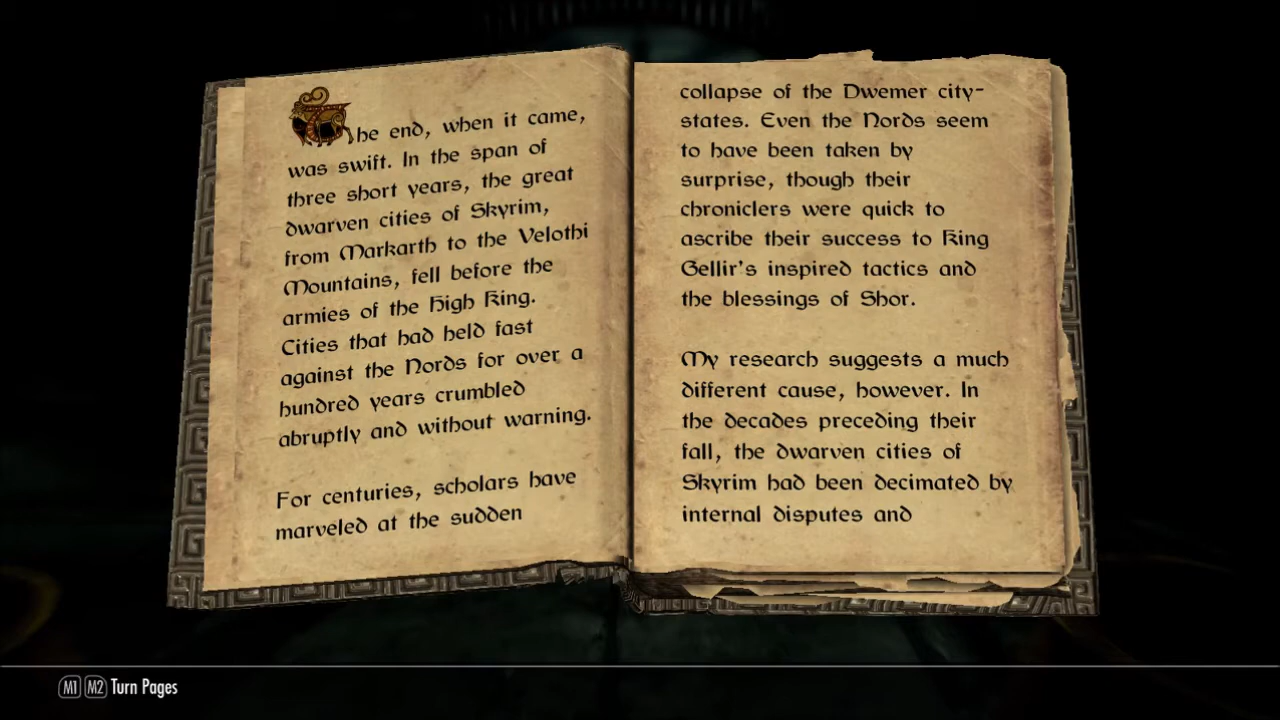 The end, when it came,
was swift. In the span of
three short years, the great
dwarven cities of Skyrim,
from Markarth to the Velothi
Mountains, fell before the
armies of the High King.
Cities that had held fast
against the Nords for over a
hundred years crumbled
abruptly and without warning.
For centuries, scholars have
marveled at the sudden
collapse of the Dwemer city-
states. Even the Nords seem
to have been taken by
surprise, though their
chroniclers were quick to
ascribe their success to King
Gellir's inspired tactics and
the blessings of Shor.
My research suggests a much
different cause, however. In
the decades preceding their
fall, the dwarven cities of
Skyrim had been decimated by
internal disputes and
M1 M2 Turn Pages